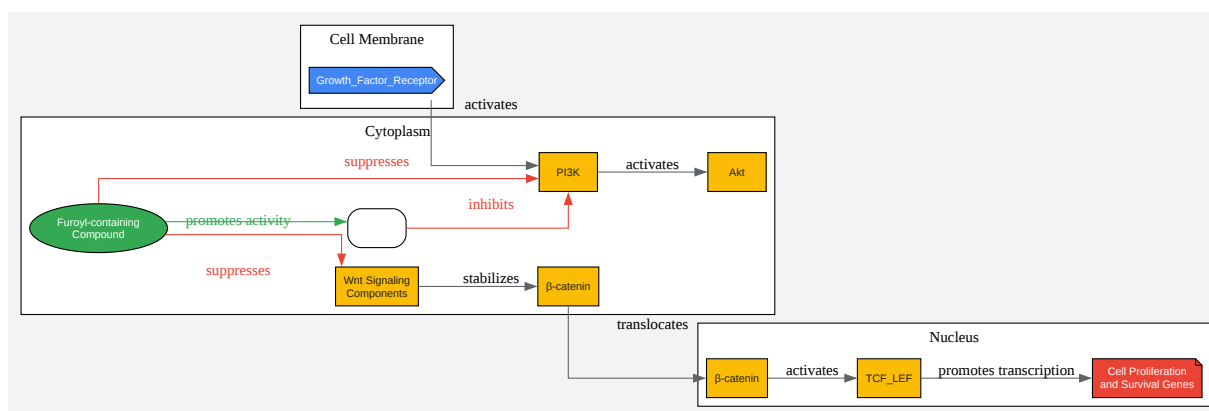 Cell Membrane
Growth_Factor_Receptor
activates
Cytoplasm
suppresses
PI3K
activates
Akt
inhibits
Furoyl-containing
Compound
promotes activity
suppresses
Wnt Signaling
Components
stabilizes
β-catenin
translocates
Nucleus
β-catenin
activates
TCF_LEF
promotes transcription
Cell Proliferation
and Survival Genes